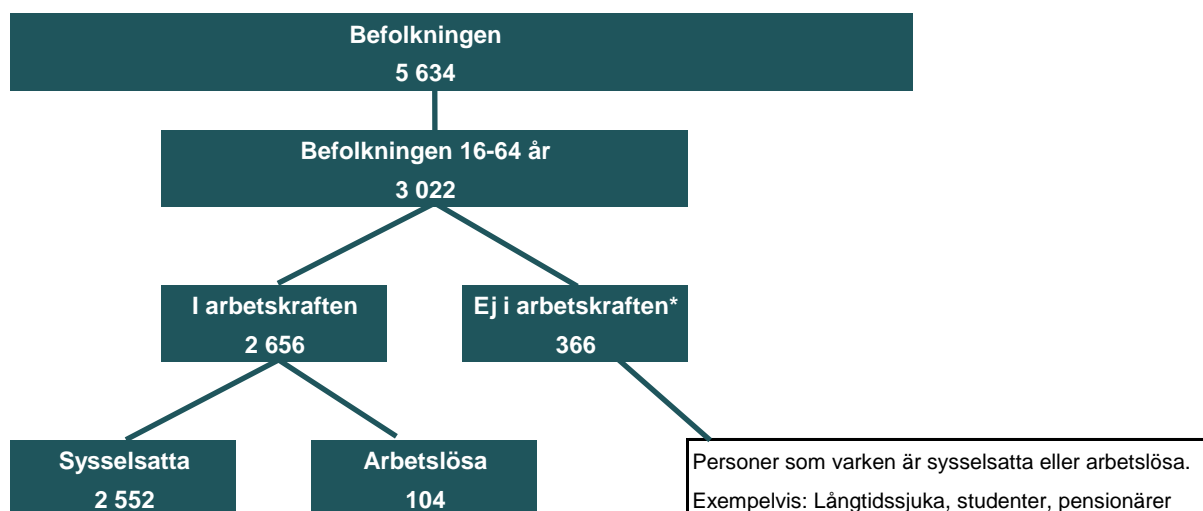 Befolkningen
5 634
Befolkningen 16-64 år
3 022
I arbetskraften
2 656
Ej i arbetskraften*
366
Sysselsatta
2 552
Arbetslösa
104
Personer som varken är sysselsatta eller arbetslösa.
Exempelvis: Långtidssjuka, studenter, pensionärer